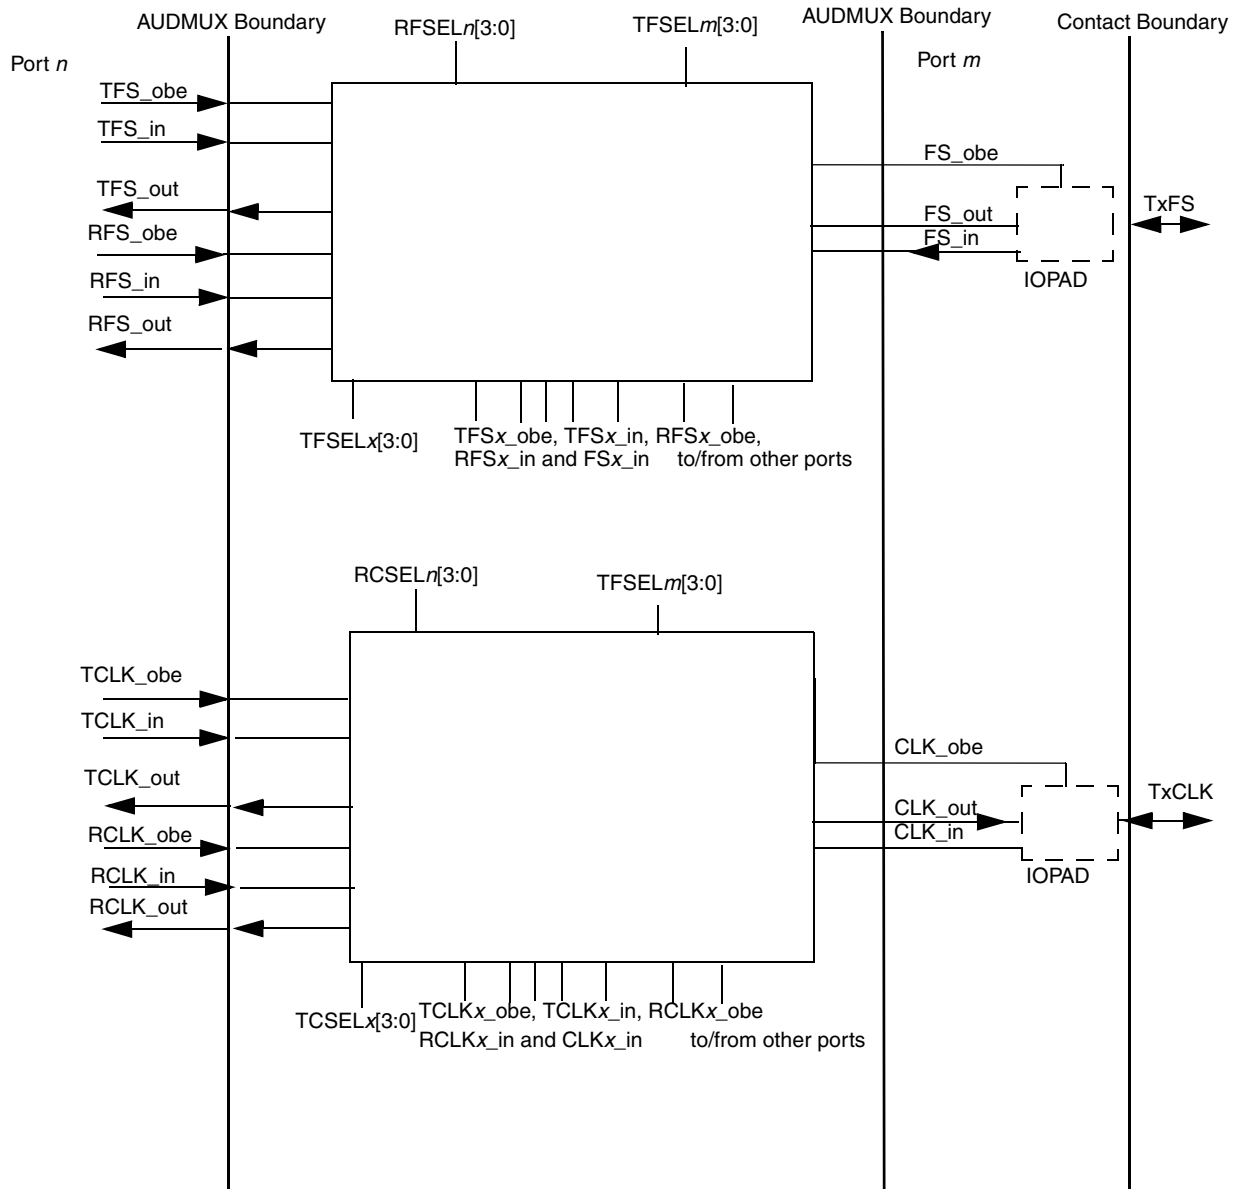 AUDMUX Boundary
RFSELn[3:0]
TFSELm[3:0]
AUDMUX Boundary
Contact Boundary
Port n
Port m
TFS_obe
TFS_in
TFS_out
RFS_obe
RFS_in
RFS_out
FS_obe
FS_out
FS_in
TxFS
IOPAD
TFSELx[3:0]
TFSx_obe, TFSx_in, RFSx_obe,
RFSx_in and FSx_in to/from other ports
RCSELn[3:0]
TFSELm[3:0]
TCLK_obe
TCLK_in
TCLK_out
RCLK_obe
RCLK_in
RCLK_out
CLK_obe
CLK_out
CLK_in
TxCLK
IOPAD
TCSELx[3:0]
TCLKx_obe, TCLKx_in, RCLKx_obe
RCLKx_in and CLKx_in to/from other ports